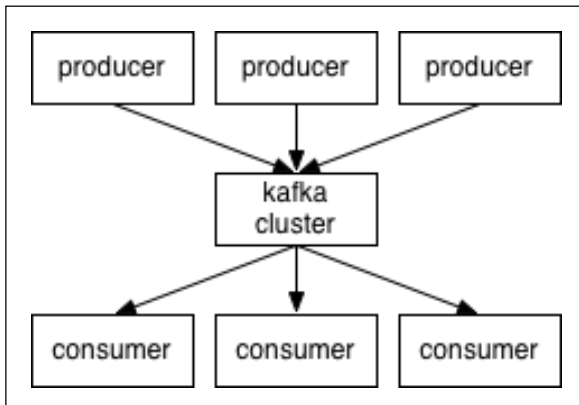 producer producer producer
kafka
cluster
consumer consumer consumer